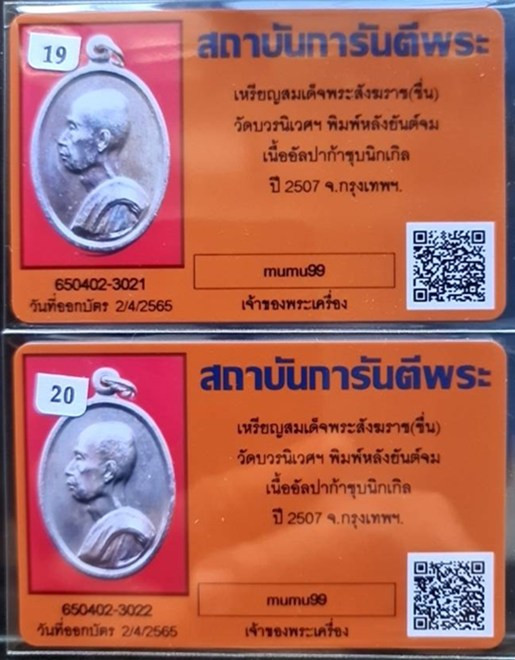 19
สถาบันการันตีพระ
เหรียญสมเด็จพระสังฆราช(ชื่น)
วัดบวรนิเวศฯ พิมพ์หลังยันต์จม
เนื้ออัลปาก้าชุบนิกเกิล
ปี 2507 จ.กรุงเทพฯ.
mumu99
เจ้าของพระเครื่อง
650402-3021
วันที่ออกบัตร 2/4/2565
20
สถาบันการันตีพระ
เหรียญสมเด็จพระสังฆราช(ชื่น)
วัดบวรนิเวศฯ พิมพ์หลังยันต์จม
เนื้ออัลปาก้าชุบนิกเกิล
ปี 2507 จ.กรุงเทพฯ.
mumu99
เจ้าของพระเครื่อง
650402-3022
วันที่ออกบัตร 2/4/2565